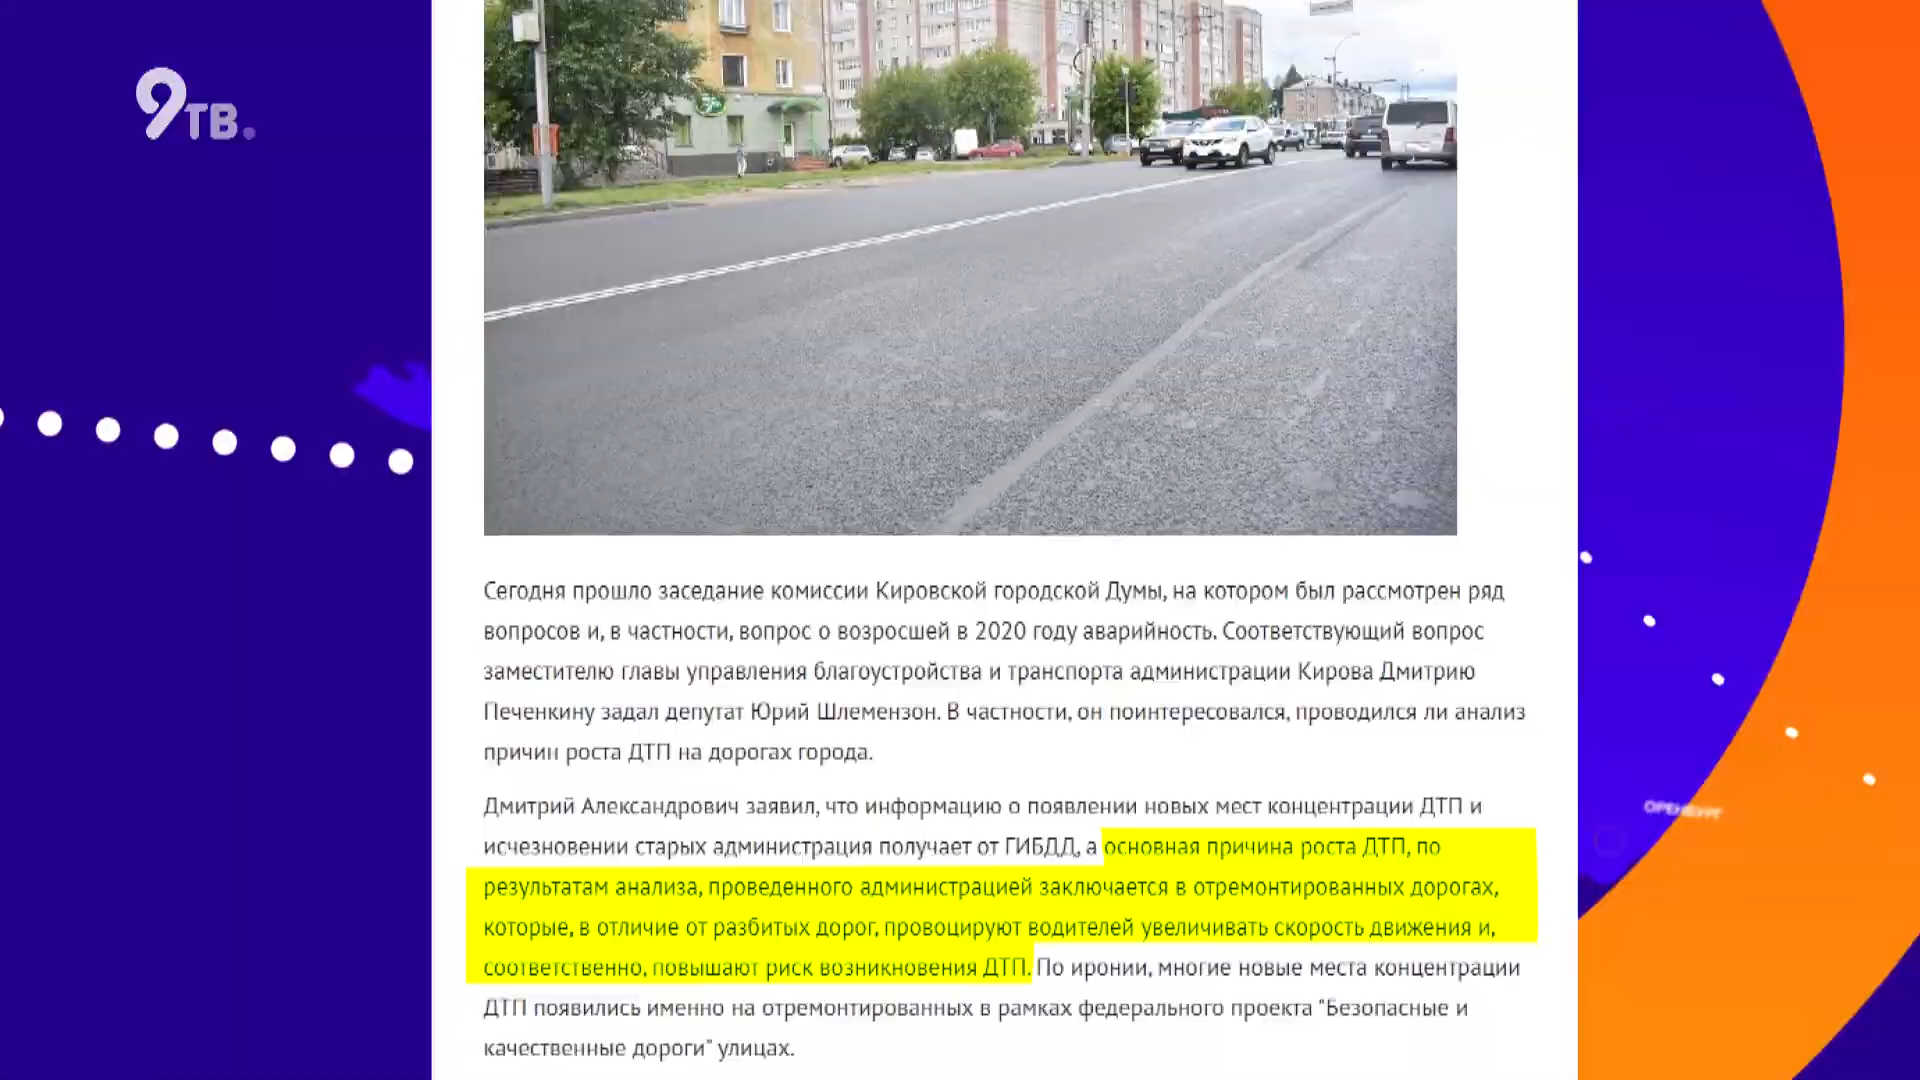 9ТВ.
Сегодня прошло заседание комиссии Кировской городской Думы, на котором был рассмотрен ряд
вопросов и, в частности, вопрос о возросшей в 2020 году аварийность. Соответствующий вопрос
заместителю главы управления благоустройства и транспорта администрации Кирова Дмитрию
Печенкину задал депутат Юрий Шлемензон. В частности, он поинтересовался, проводился ли анализ
причин роста ДТП на дорогах города.
Дмитрий Александрович заявил, что информацию о появлении новых мест концентрации ДТП и
исчезновении старых администрация получает от ГИБДД, а основная причина роста ДТП, по
результатам анализа, проведенного администрацией заключается в отремонтированных дорогах,
которые, в отличие от разбитых дорог, провоцируют водителей увеличивать скорость движения и,
соответственно, повышают риск возникновения ДТП. По иронии, многие новые места концентрации
ДТП появились именно на отремонтированных в рамках федерального проекта "Безопасные и
качественные дороги" улицах.
ОРЕНБУРГ